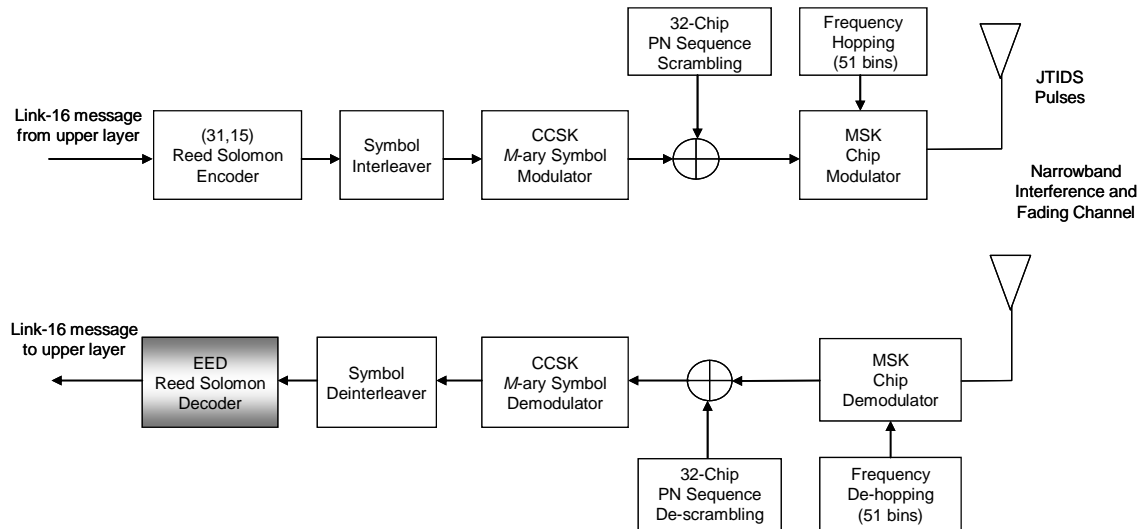 32-Chip
PN Sequence
Scrambling
Frequency
Hopping
(51 bins)
JTIDS
Pulses
Link-16 message
from upper layer
(31,15)
Reed Solomon
Encoder
Symbol
Interleaver
CCSK
M-ary Symbol
Modulator
MSK
Chip
Modulator
Narrowband
Interference and
Fading Channel
Link-16 message
to upper layer
EED
Reed Solomon
Decoder
Symbol
Deinterleaver
CCSK
M-ary Symbol
Demodulator
MSK
Chip
Demodulator
32-Chip
PN Sequence
De-scrambling
Frequency
De-hopping
(51 bins)